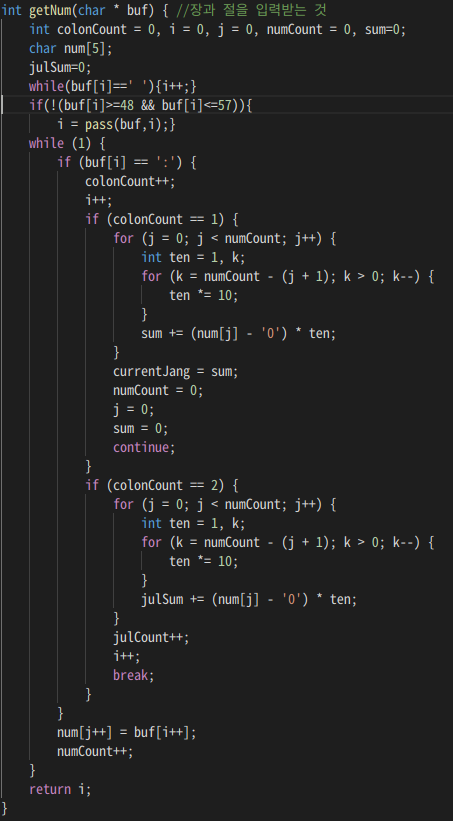 int getNum(char * buf) { //장과 절을 입력받는 것
    int colonCount = 0, i = 0, j = 0, numCount = 0, sum=0;
    char num[5];
    julSum=0;
    while(buf[i]==' '){i++;}
    if(!(buf[i]>=48 && buf[i]<=57)){
        i = pass(buf,i);}
    while (1) {
        if (buf[i] == ':') {
            colonCount++;
            i++;
            if (colonCount == 1) {
                for (j = 0; j < numCount; j++) {
                    int ten = 1, k;
                    for (k = numCount - (j + 1); k > 0; k--) {
                        ten *= 10;
                    }
                    sum += (num[j] - '0') * ten;
                }
                currentJang = sum;
                numCount = 0;
                j = 0;
                sum = 0;
                continue;
            }
            if (colonCount == 2) {
                for (j = 0; j < numCount; j++) {
                    int ten = 1, k;
                    for (k = numCount - (j + 1); k > 0; k--) {
                        ten *= 10;
                    }
                    julSum += (num[j] - '0') * ten;
                }
                julCount++;
                i++;
                break;
            }
        }
        num[j++] = buf[i++];
        numCount++;
    }
    return i;
}